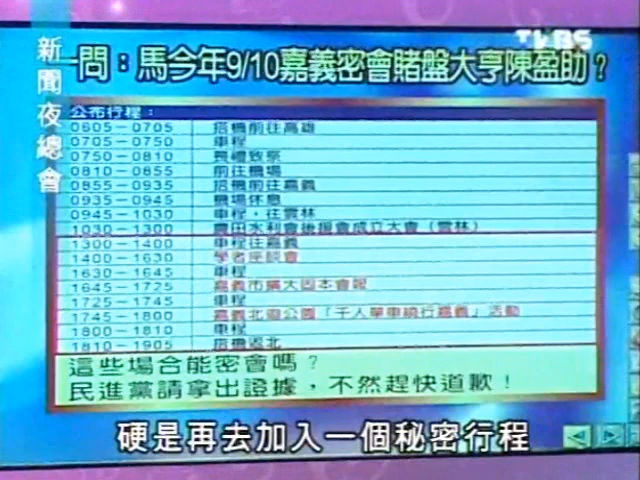 TVBS
新聞夜總會
一問：馬今年9/10嘉義密會賭盤大亨陳盈助？
公布行程：
0605－0705 搭機前往高雄
0705－0750 車程
0750－0810 喪禮致祭
0810－0855 前往機場
0855－0935 搭機前往嘉義
0935－0945 機場休息
0945－1030 車程，往雲林
1030－1300 農田水利會後援會成立大會（雲林）
1300－1400 車程往嘉義
1400－1630 學者座談會
1630－1645 車程
1645－1725 嘉義市擴大固本會報
1725－1745 車程
1745－1800 嘉義北迴公園「千人單車繞行嘉義」活動
1800－1810 車程
1810－1905 搭機返北
這些場合能密會嗎？
民進黨請拿出證據，不然趕快道歉！
硬是再去加入一個秘密行程